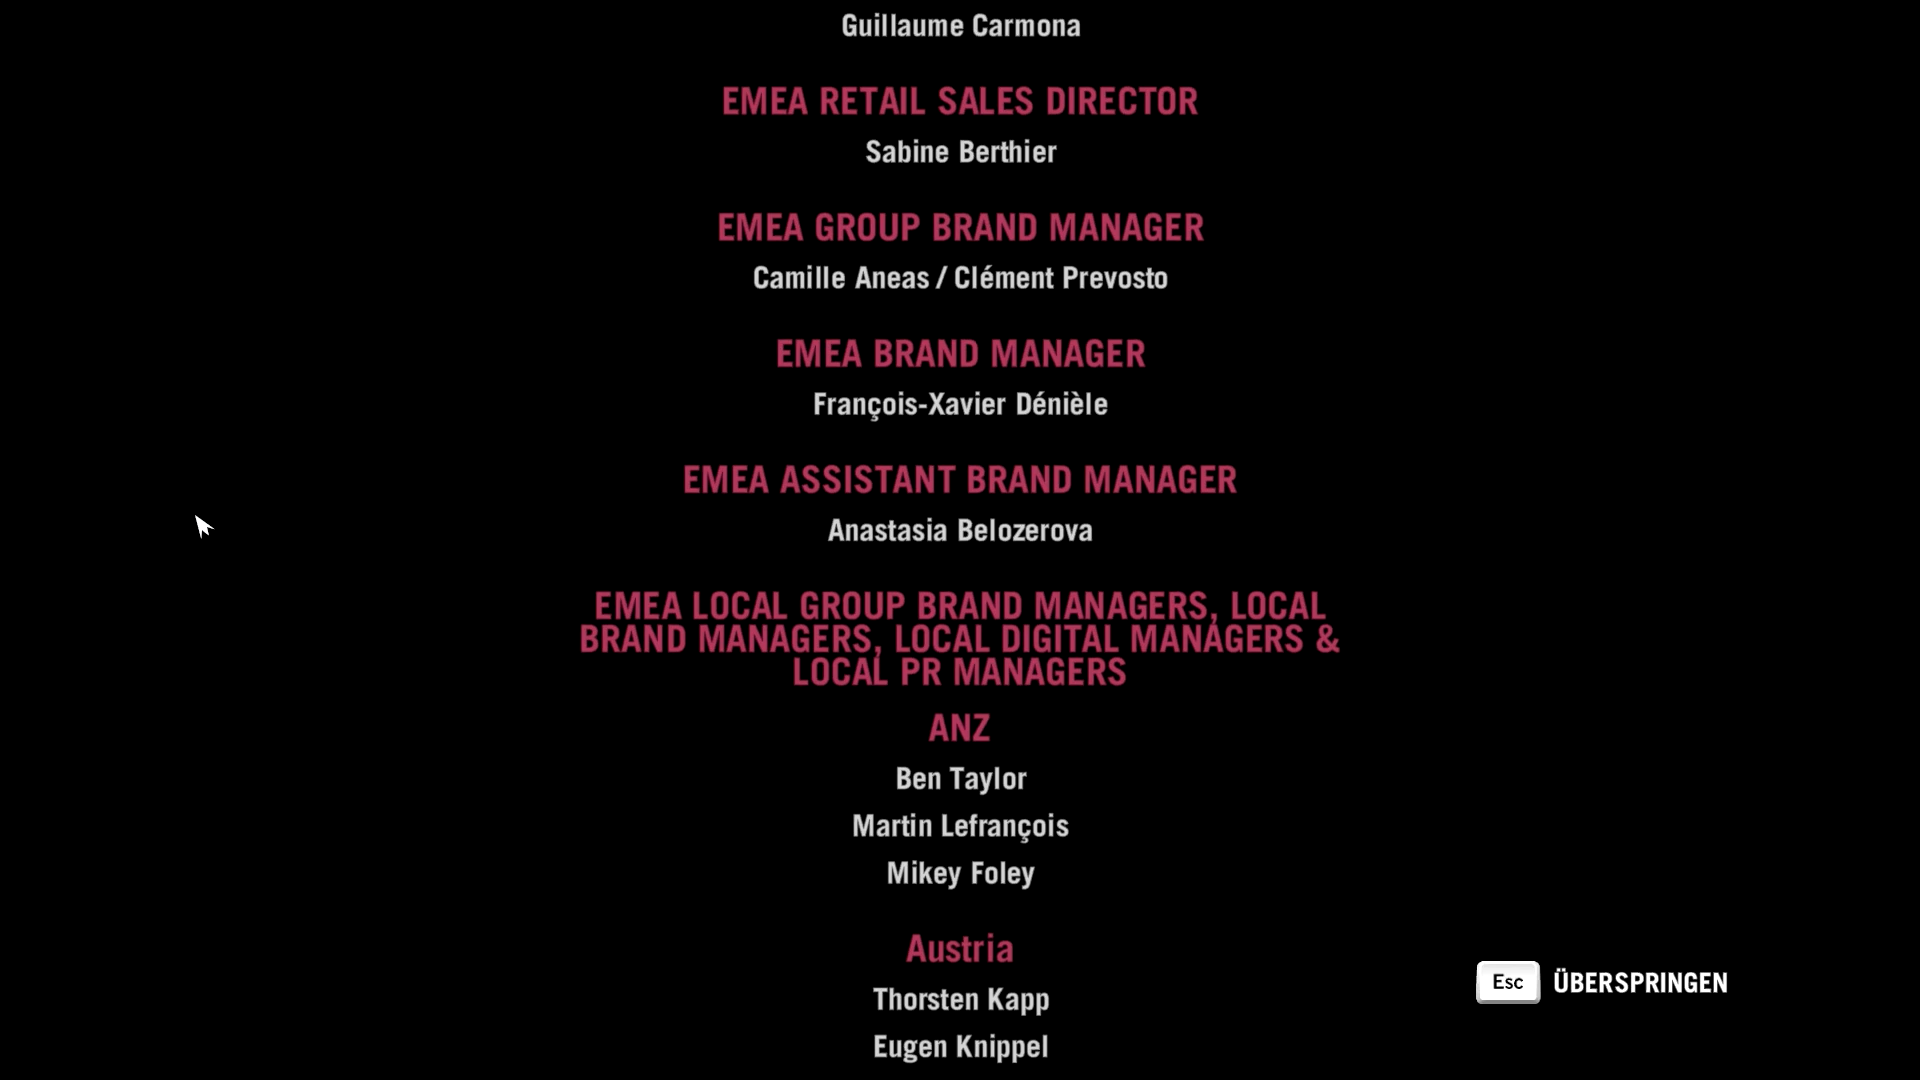 Guillaume Carmona
EMEA RETAIL SALES DIRECTOR
Sabine Berthier
EMEA GROUP BRAND MANAGER
Camille Aneas / Clément Prevosto
EMEA BRAND MANAGER
François-Xavier Dénièle
EMEA ASSISTANT BRAND MANAGER
Anastasia Belozerova
EMEA LOCAL GROUP BRAND MANAGERS, LOCAL
BRAND MANAGERS, LOCAL DIGITAL MANAGERS &
LOCAL PR MANAGERS
ANZ
Ben Taylor
Martin Lefrançois
Mikey Foley
Austria
Thorsten Kapp
Eugen Knippel
Esc ÜBERSPRINGEN